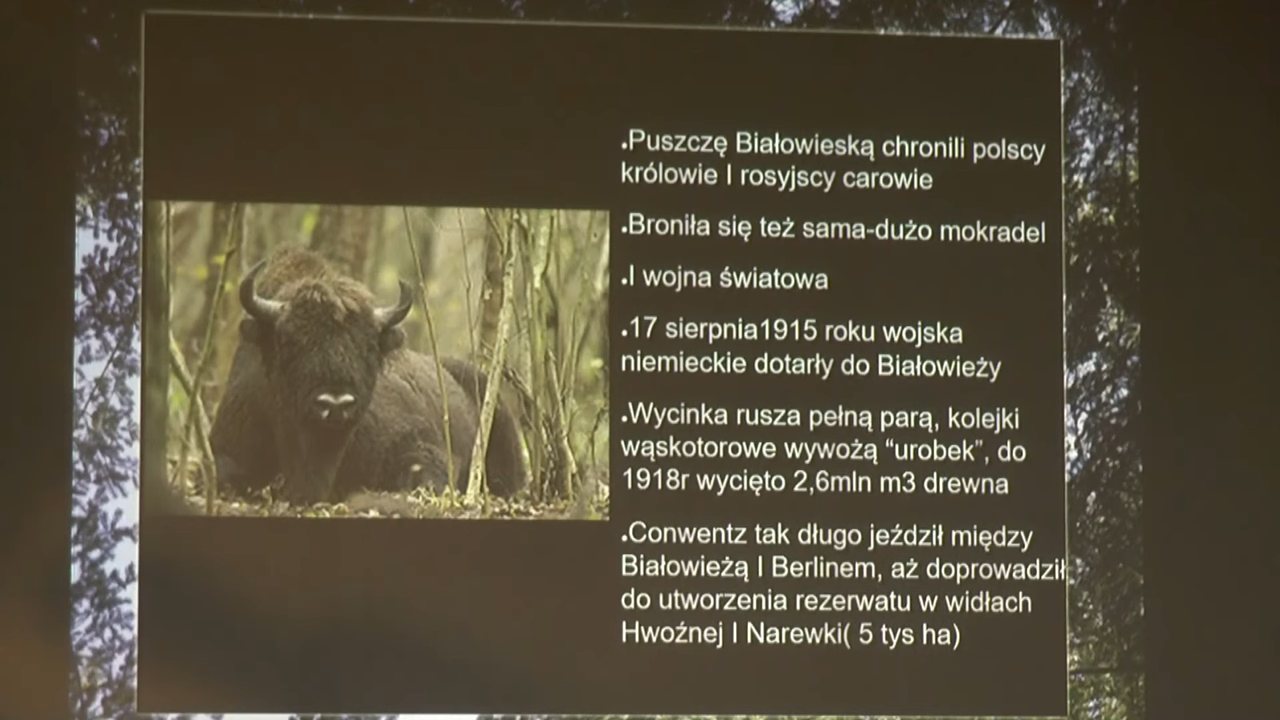 .Puszczę Białowieską chronili polscy
królowie I rosyjscy carowie
.Broniła się też sama-dużo mokradel
.I wojna światowa
.17 sierpnia1915 roku wojska
niemieckie dotarły do Białowieży
.Wycinka rusza pełną parą, kolejki
wąskotorowe wywożą “urobek”, do
1918r wycięto 2,6mln m3 drewna
.Conwentz tak długo jeździł między
Białowieżą I Berlinem, aż doprowadził
do utworzenia rezerwatu w widłach
Hwoźnej I Narewki( 5 tys ha)